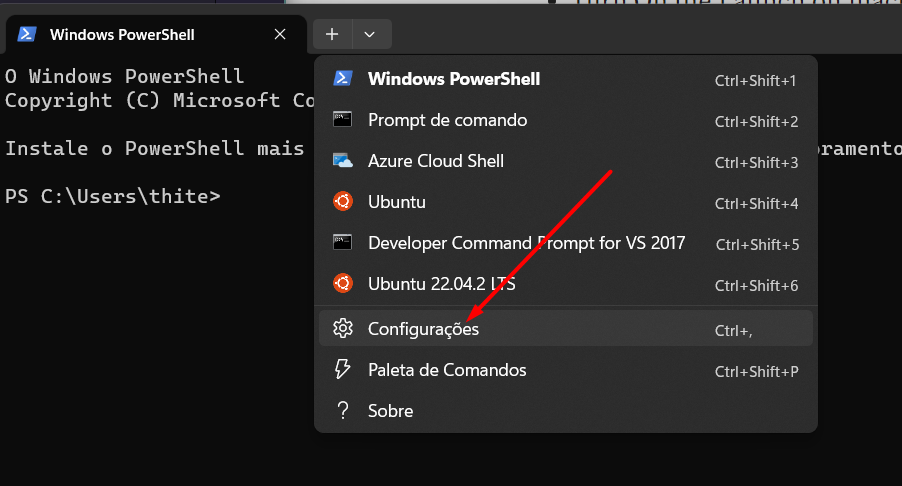 Windows PowerShell
O Windows PowerShell
Copyright (C) Microsoft Co
Instale o PowerShell mais
oramento
PS C:\Users\thite>
Windows PowerShell Ctrl+Shift+1
Prompt de comando Ctrl+Shift+2
Azure Cloud Shell Ctrl+Shift+3
Ubuntu Ctrl+Shift+4
Developer Command Prompt for VS 2017 Ctrl+Shift+5
Ubuntu 22.04.2 LTS Ctrl+Shift+6
Configurações Ctrl+,
Paleta de Comandos Ctrl+Shift+P
Sobre